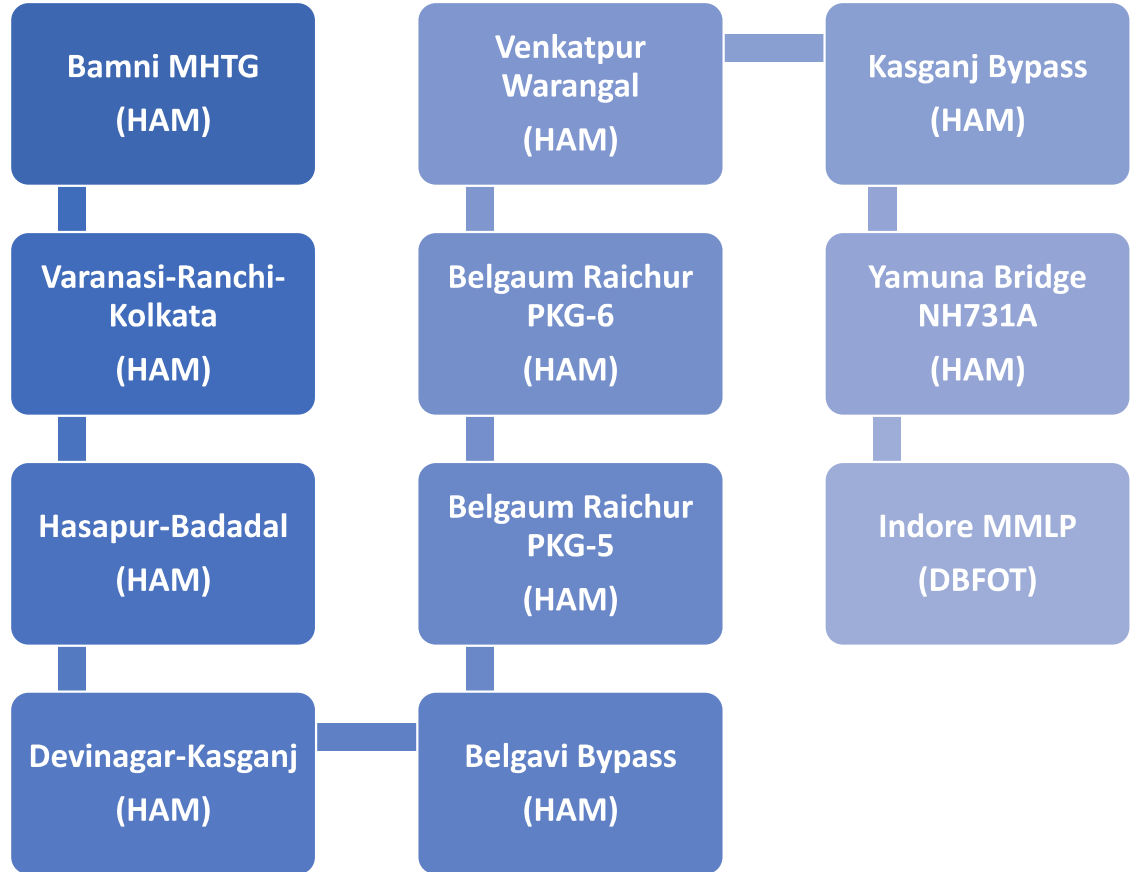 Bamni MHTG
(HAM)
Varanasi-Ranchi-
Kolkata
(HAM)
Hasapur-Badadal
(HAM)
Devinagar-Kasganj
(HAM)
Belgavi Bypass
(HAM)
Belgaum Raichur
PKG-5
(HAM)
Belgaum Raichur
PKG-6
(HAM)
Venkatpur
Warangal
(HAM)
Kasganj Bypass
(HAM)
Yamuna Bridge
NH731A
(HAM)
Indore MMLP
(DBFOT)